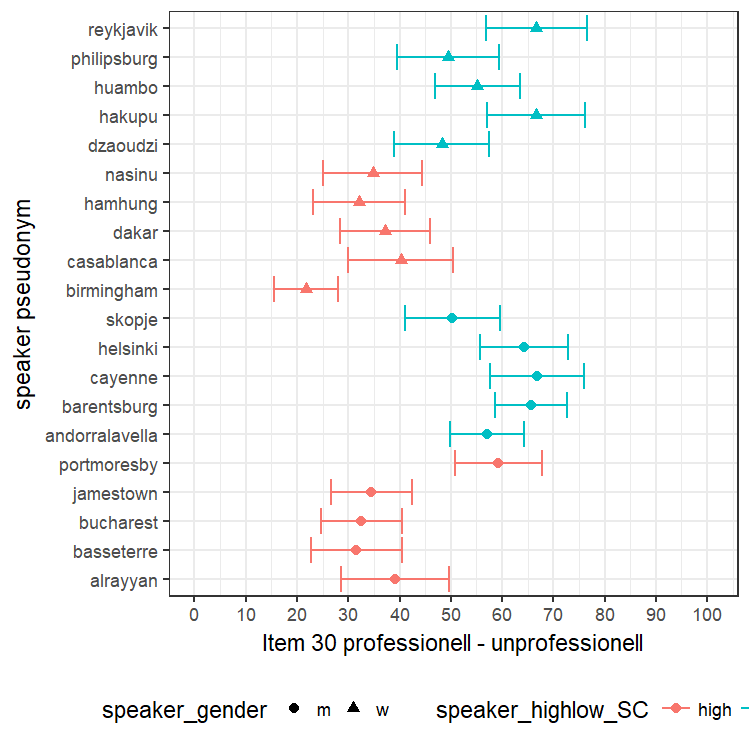 reykjavik
philipsburg
huambo
hakupu
dzaoudzi
nasinu
hamhung
dakar
casablanca
birmingham
skopje
helsinki
cayenne
barentsburg
andorralavella
portmoresby
jamestown
bucharest
basseterre
alrayyan
speaker pseudonym
0 10 20 30 40 50 60 70 80 90 100
Item 30 professionell - unprofessionell
speaker_gender m w speaker_highlow_SC high